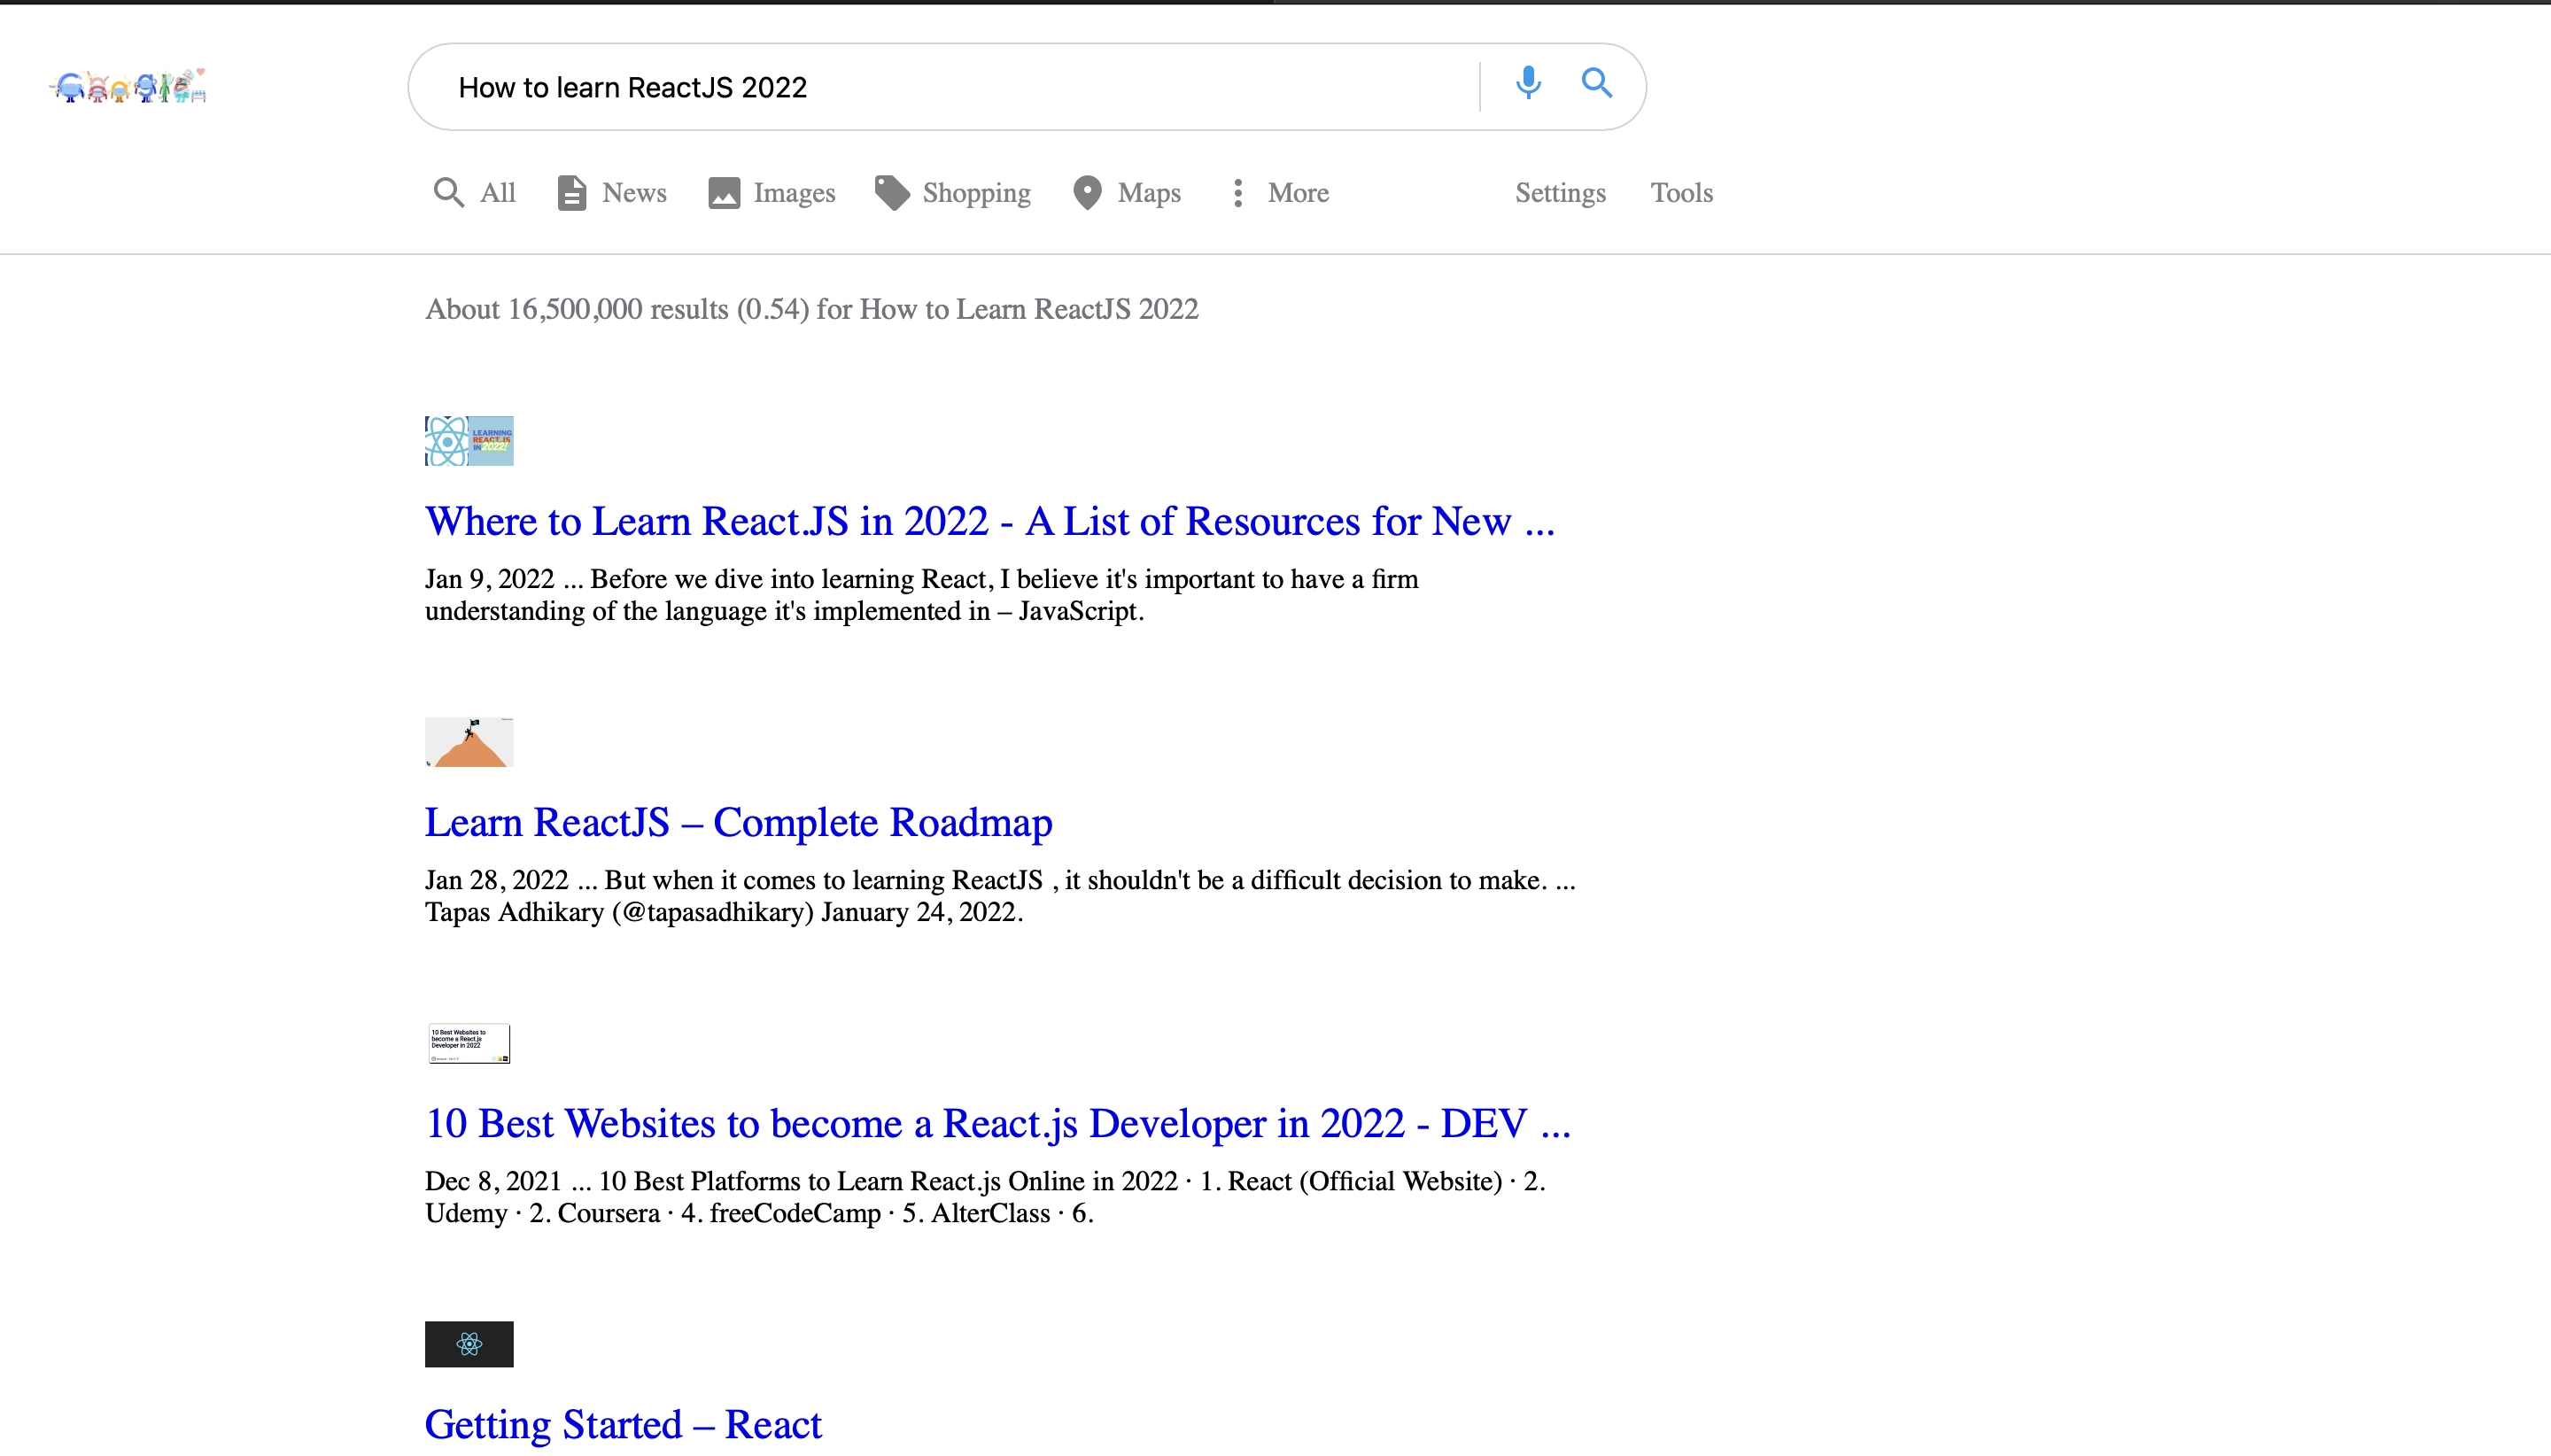 Google
How to learn ReactJS 2022
All News Images Shopping Maps More Settings Tools
About 16,500,000 results (0.54) for How to Learn ReactJS 2022
LEARNING
REACT.JS
IN 2022!
Where to Learn React.JS in 2022 - A List of Resources for New ...
Jan 9, 2022 ... Before we dive into learning React, I believe it's important to have a firm
understanding of the language it's implemented in – JavaScript.
Learn ReactJS – Complete Roadmap
Jan 28, 2022 ... But when it comes to learning ReactJS , it shouldn't be a difficult decision to make. ...
Tapas Adhikary (@tapasadhikary) January 24, 2022.
10 Best Websites to
become a React.js
Developer in 2022
10 Best Websites to become a React.js Developer in 2022 - DEV ...
Dec 8, 2021 ... 10 Best Platforms to Learn React.js Online in 2022 · 1. React (Official Website) · 2.
Udemy · 2. Coursera · 4. freeCodeCamp · 5. AlterClass · 6.
Getting Started – React